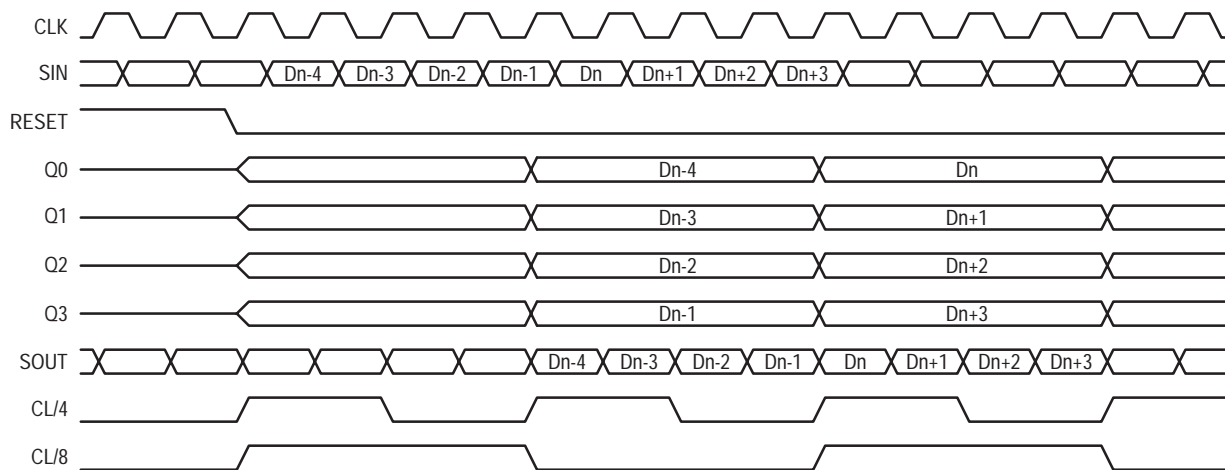 CLK
SIN Dn-4 Dn-3 Dn-2 Dn-1 Dn Dn+1 Dn+2 Dn+3
RESET
Q0 Dn-4 Dn
Q1 Dn-3 Dn+1
Q2 Dn-2 Dn+2
Q3 Dn-1 Dn+3
SOUT Dn-4 Dn-3 Dn-2 Dn-1 Dn Dn+1 Dn+2 Dn+3
CL/4
CL/8